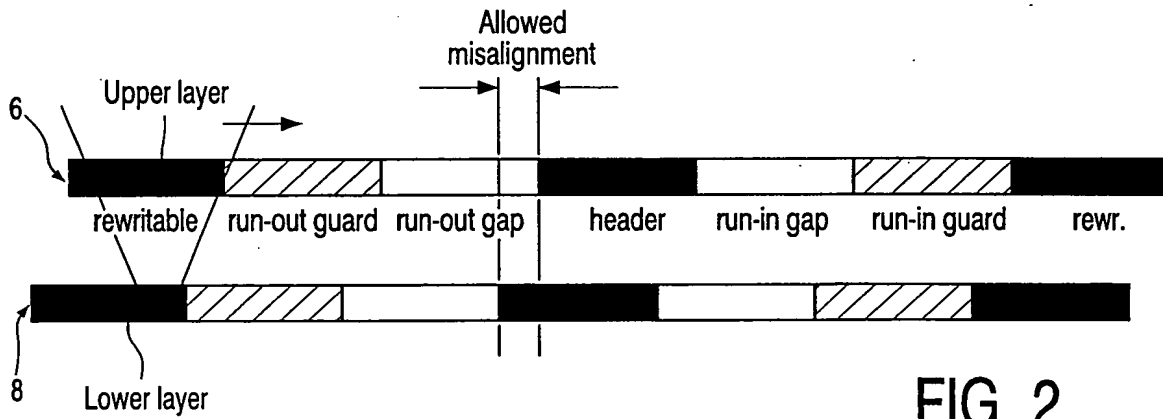 Allowed
misalignment
6
Upper layer
rewritable run-out guard run-out gap header run-in gap run-in guard rewr.
8
Lower layer
FIG. 2